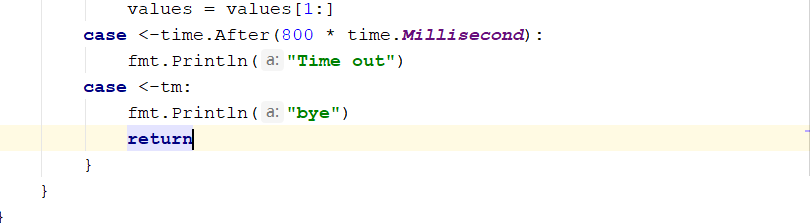 values = values[1:]
case <-time.After(800 * time.Millisecond):
fmt.Println( a: "Time out")
case <-tm:
fmt.Println( a: "bye")
return
}
}
}